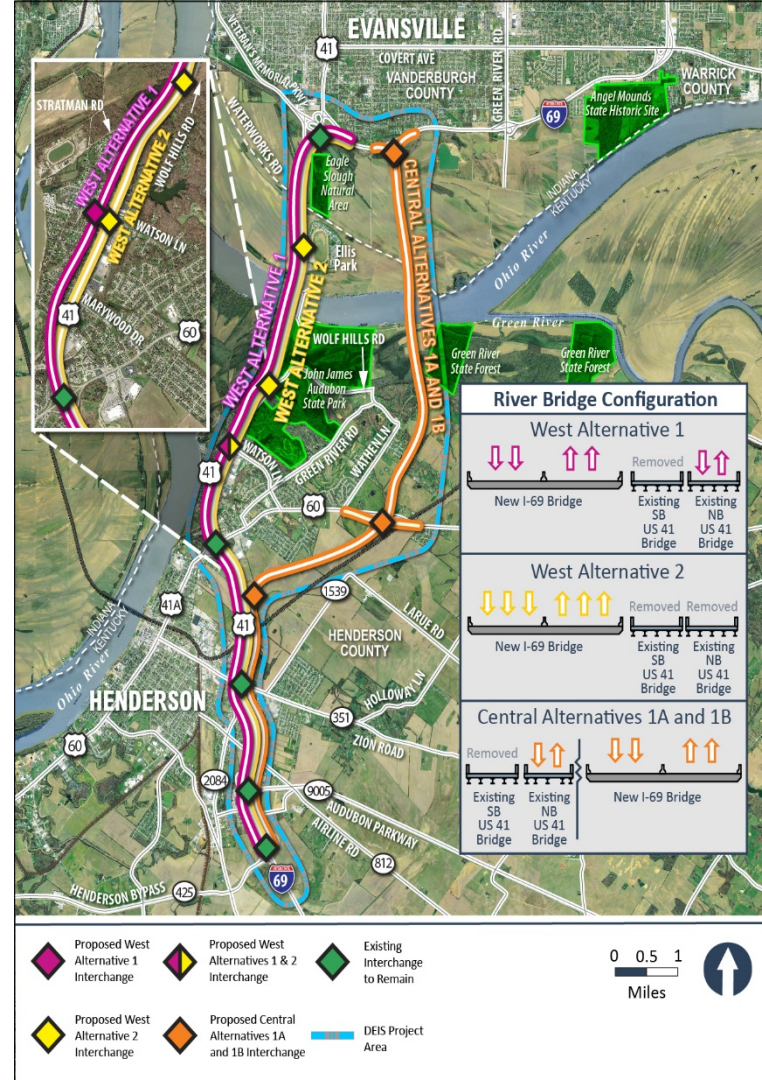 EVANSVILLE
VETERAN'S MEMORIAL PKWY
41
COVERT AVE
VANDERBURGH
COUNTY
GREEN RIVER RD
WARRICK
COUNTY
69
Angel Mounds
State Historic Site
WATERWORKS RD
STRATMAN RD
WEST ALTERNATIVE 1
WEST ALTERNATIVE 2
WOLF HILLS RD
WATSON LN
41
MARYWOOD DR
60
Eagle
Slough
Natural
Area
CENTRAL ALTERNATIVES 1A AND 1B
INDIANA
KENTUCKY
Ohio River
Ellis
Park
WEST ALTERNATIVE 1
WEST ALTERNATIVE 2
Green River
WOLF HILLS RD
John James
Audubon
State Park
Green River
State Forest
Green River
State Forest
41
WATSON LN
GREEN RIVER RD
WATHEN LN
60
41A
1539
41
LARUE RD
HENDERSON
COUNTY
INDIANA
KENTUCKY
Ohio River
HENDERSON
HOLLOWAY LN
351
ZION ROAD
60
2084
9005
AUDUBON PARKWAY
AIRLINE RD
812
69
HENDERSON BYPASS
425
River Bridge Configuration
West Alternative 1
Removed
New I-69 Bridge
Existing
SB
US 41
Bridge
Existing
NB
US 41
Bridge
West Alternative 2
Removed
Removed
New I-69 Bridge
Existing
SB
US 41
Bridge
Existing
NB
US 41
Bridge
Central Alternatives 1A and 1B
Removed
Existing
SB
US 41
Bridge
Existing
NB
US 41
Bridge
New I-69 Bridge
Proposed West
Alternative 1
Interchange
Proposed West
Alternatives 1 & 2
Interchange
Existing
Interchange
to Remain
Proposed West
Alternative 2
Interchange
Proposed Central
Alternatives 1A
and 1B Interchange
DEIS Project
Area
0 0.5 1
Miles